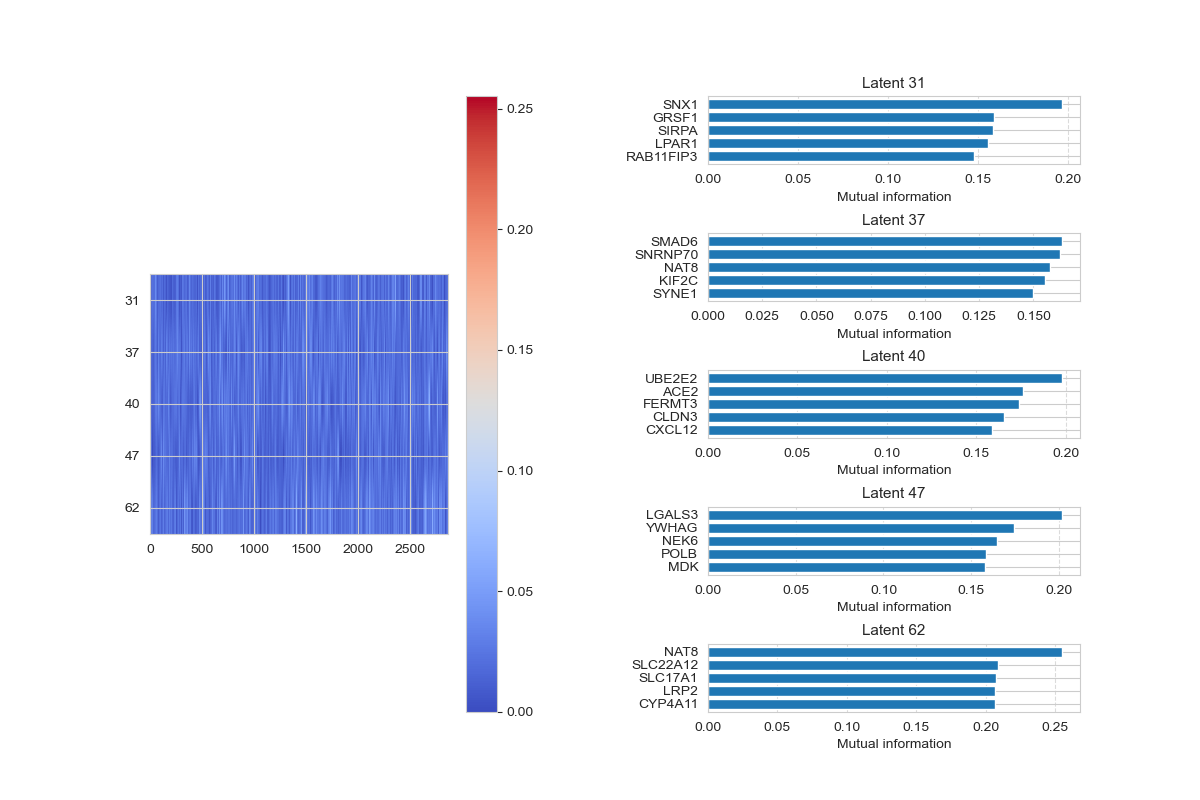 31
37
40
47
62
0 500 1000 1500 2000 2500
0.25
0.20
0.15
0.10
0.05
0.00
Latent 31
SNX1
GRSF1
SIRPA
LPAR1
RAB11FIP3
0.00 0.05 0.10 0.15 0.20
Mutual information
Latent 37
SMAD6
SNRNP70
NAT8
KIF2C
SYNE1
0.000 0.025 0.050 0.075 0.100 0.125 0.150
Mutual information
Latent 40
UBE2E2
ACE2
FERMT3
CLDN3
CXCL12
0.00 0.05 0.10 0.15 0.20
Mutual information
Latent 47
LGALS3
YWHAG
NEK6
POLB
MDK
0.00 0.05 0.10 0.15 0.20
Mutual information
Latent 62
NAT8
SLC22A12
SLC17A1
LRP2
CYP4A11
0.00 0.05 0.10 0.15 0.20 0.25
Mutual information